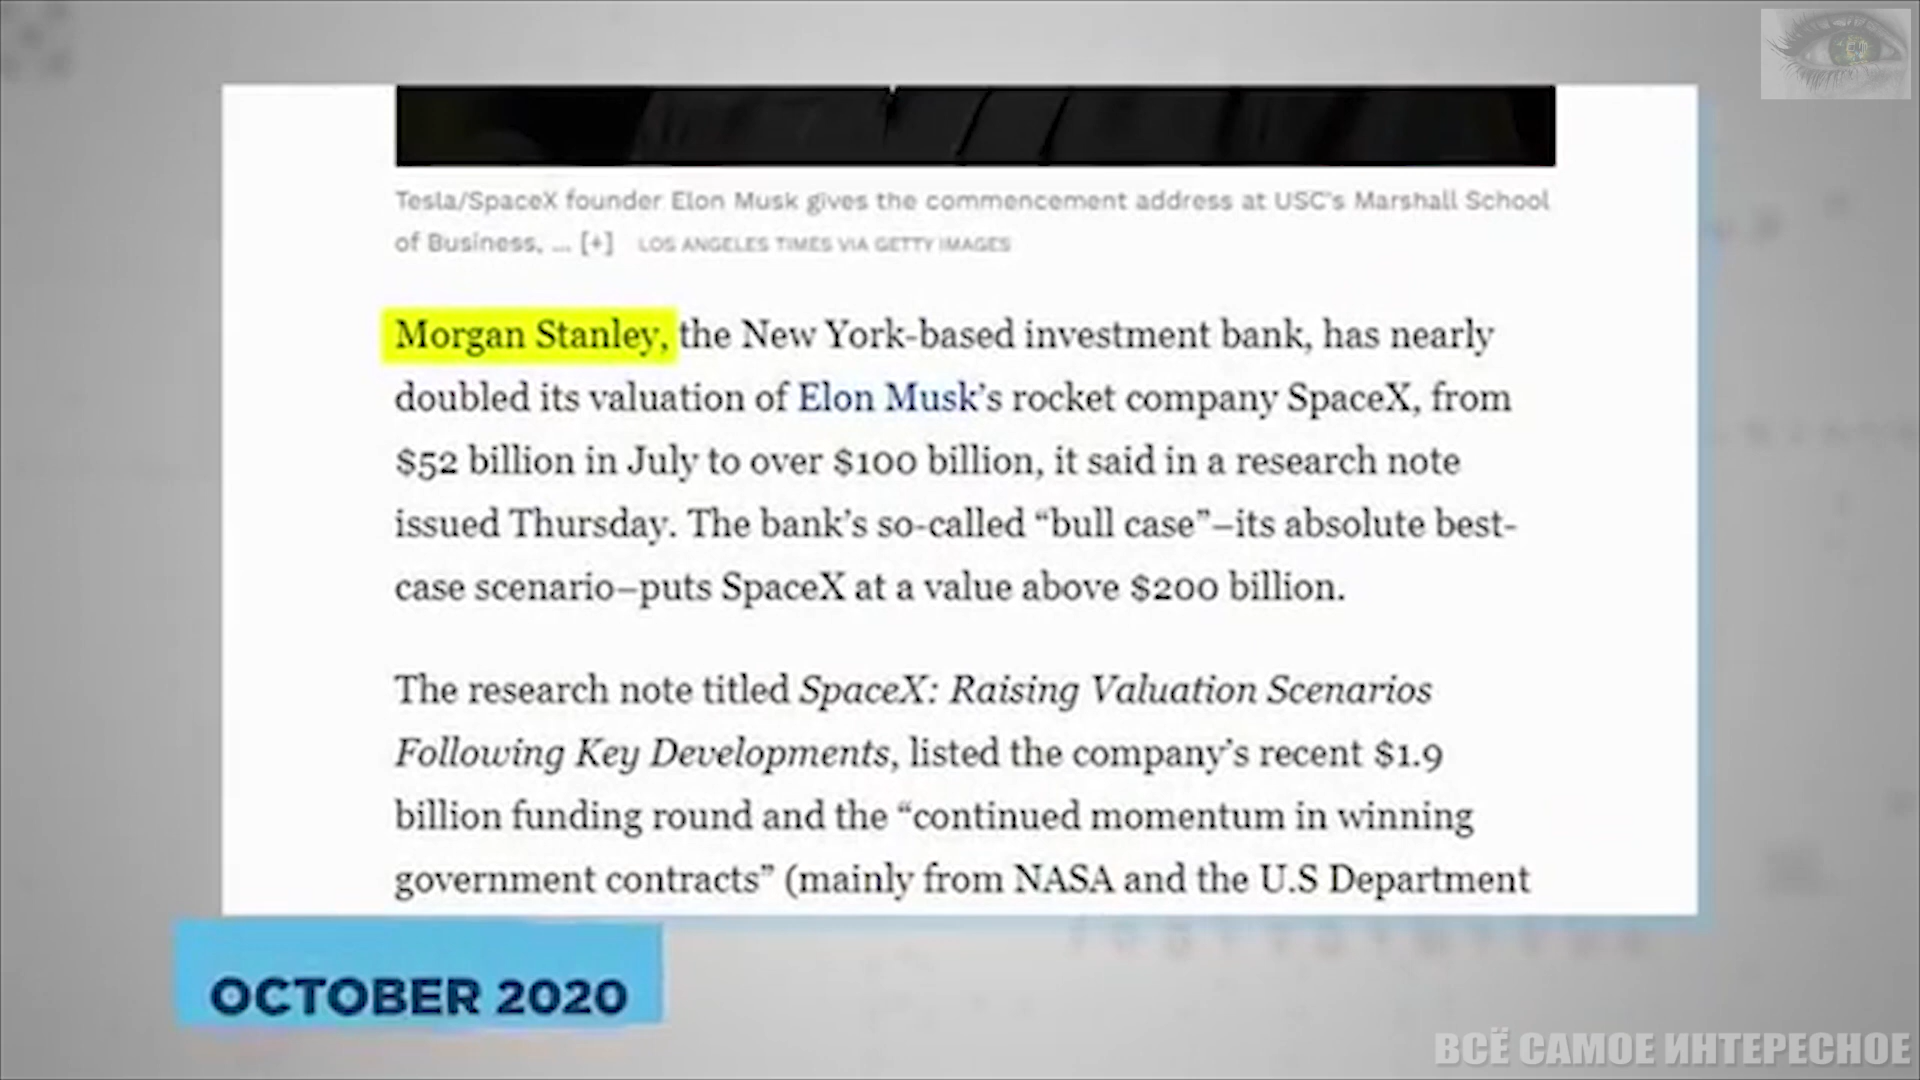 Tesla/SpaceX founder Elon Musk gives the commencement address at USC's Marshall School
of Business, ... [+] LOS ANGELES TIMES VIA GETTY IMAGES
Morgan Stanley, the New York-based investment bank, has nearly
doubled its valuation of Elon Musk’s rocket company SpaceX, from
$52 billion in July to over $100 billion, it said in a research note
issued Thursday. The bank’s so-called “bull case”–its absolute best-
case scenario–puts SpaceX at a value above $200 billion.
The research note titled SpaceX: Raising Valuation Scenarios
Following Key Developments, listed the company’s recent $1.9
billion funding round and the “continued momentum in winning
government contracts” (mainly from NASA and the U.S Department
OCTOBER 2020
ВСЁ САМОЕ ИНТЕРЕСНОЕ